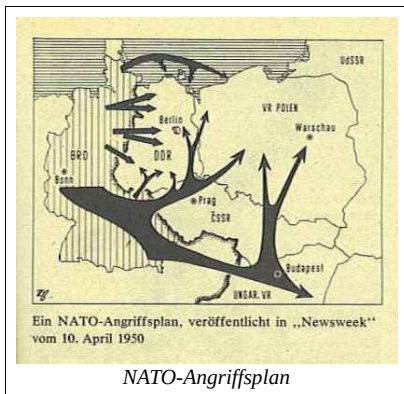 UdSSR
VR POLEN
Berlin
Warschau
BRD
DDR
Bonn
Prag
ČSSR
Budapest
UNGAR. VR
Ein NATO-Angriffsplan, veröffentlicht in „Newsweek“
vom 10. April 1950
NATO-Angriffsplan